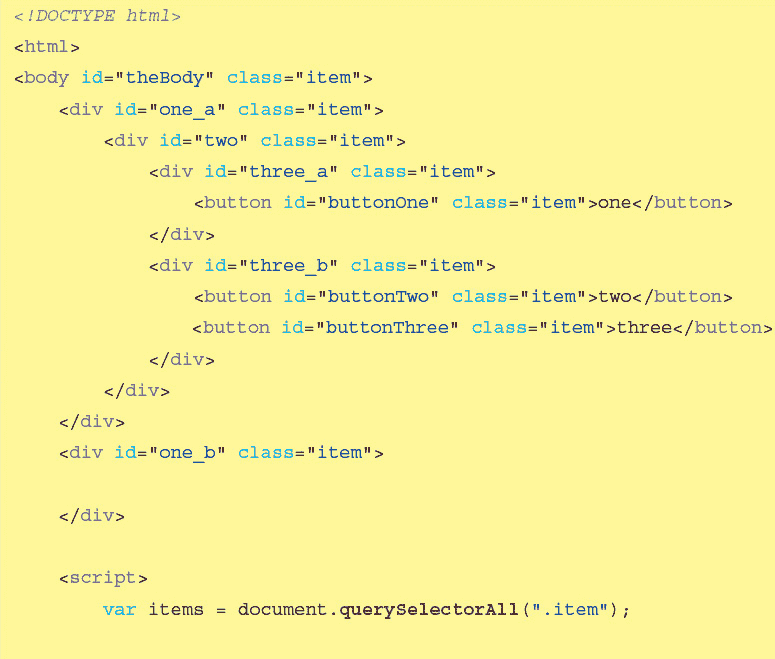 <!DOCTYPE html>
<html>
<body id="theBody" class="item">
<div id="one_a" class="item">
<div id="two" class="item">
<div id="three_a" class="item">
<button id="buttonOne" class="item">one</button>
</div>
<div id="three_b" class="item">
<button id="buttonTwo" class="item">two</button>
<button id="buttonThree" class="item">three</button>
</div>
</div>
</div>
<div id="one_b" class="item">
</div>
<script>
var items = document.querySelectorAll(".item");